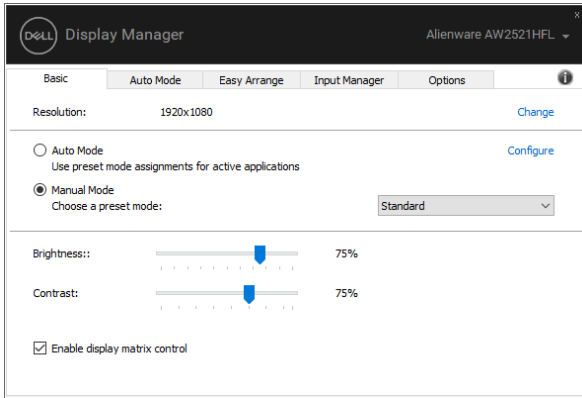 DELL Display Manager Alienware AW2521HFL
Basic Auto Mode Easy Arrange Input Manager Options
Resolution: 1920x1080 Change
Auto Mode Configure
Use preset mode assignments for active applications
Manual Mode
Choose a preset mode: Standard
Brightness:: 75%
Contrast: 75%
Enable display matrix control